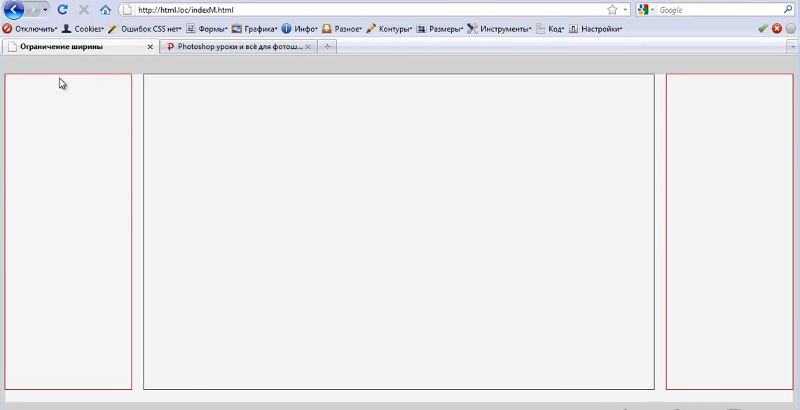 http://html.loc/indexM.html
Google
Отключить Cookies Ошибок CSS нет Формы Графика Инфо Разное Контуры Размеры Инструменты Код Настройки
Ограничение ширины
Photoshop уроки и всё для фотош...